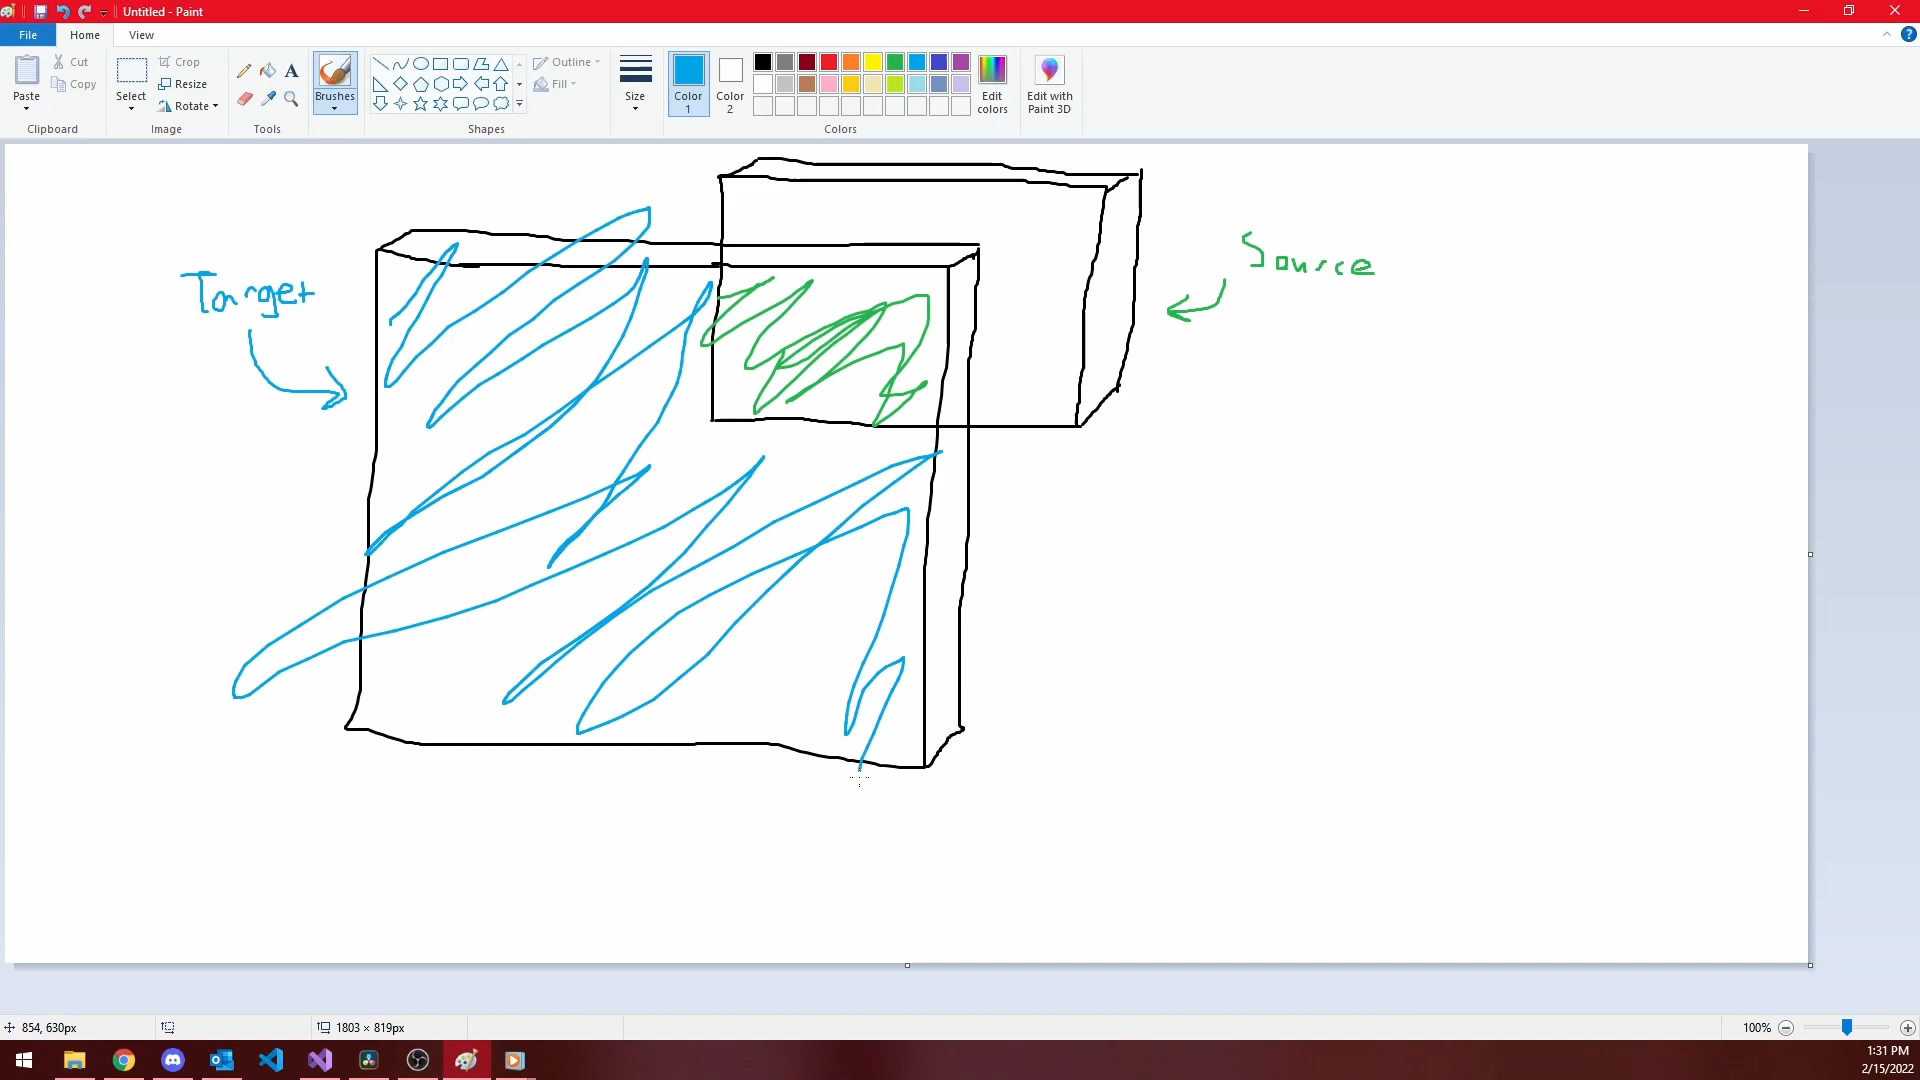 Untitled - Paint
File Home View
Paste
Cut
Copy
Clipboard
Select
Crop
Resize
Rotate
Image
A
Tools
Brushes
Shapes
Outline
Fill
Size
Color 1
Color 2
Colors
Edit colors
Edit with Paint 3D
Target
Source
854, 630px
1803 × 819px
100%
1:31 PM
2/15/2022